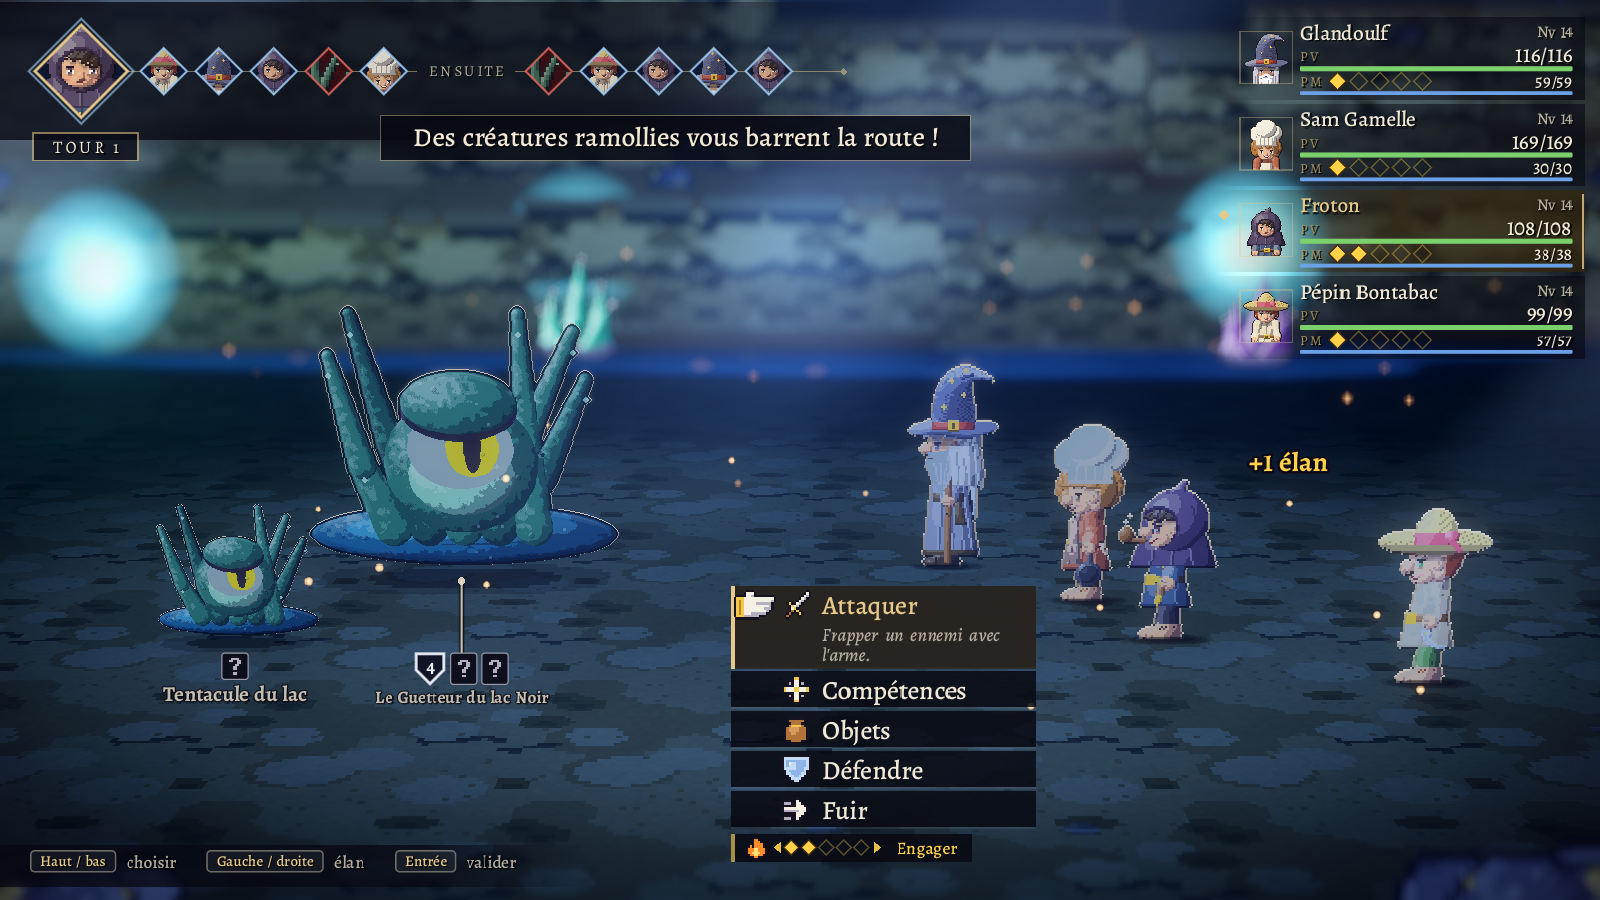 ENSUITE
TOUR 1
Des créatures ramollies vous barrent la route !
Glandoulf Nv 14
PV 116/116
PM 59/59
Sam Gamelle Nv 14
PV 169/169
PM 30/30
Froton Nv 14
PV 108/108
PM 38/38
Pépin Bontabac Nv 14
PV 99/99
PM 57/57
+1 élan
?
Tentacule du lac
4 ? ?
Le Guetteur du lac Noir
Attaquer
Frapper un ennemi avec
l'arme.
Compétences
Objets
Défendre
Fuir
Engager
Haut / bas choisir Gauche / droite élan Entrée valider